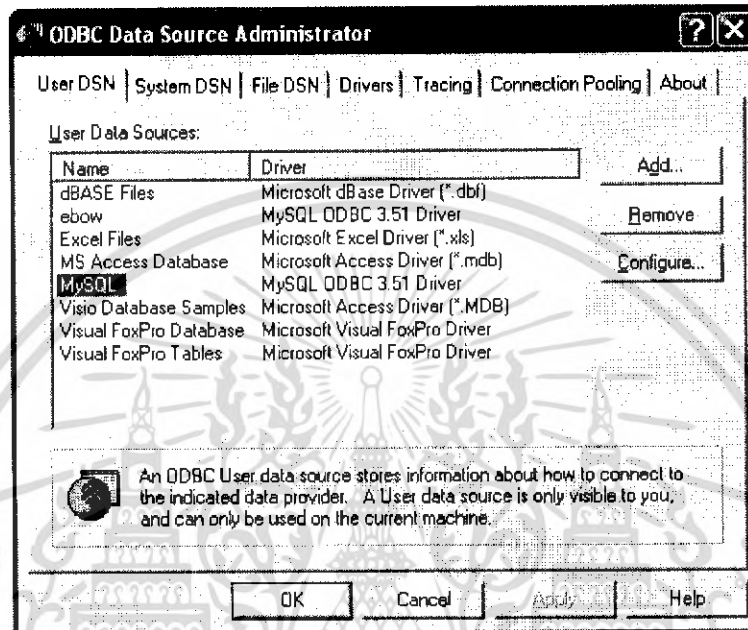 ODBC Data Source Administrator
User DSN System DSN File DSN Drivers Tracing Connection Pooling About
User Data Sources:
Name Driver Add...
dBASE Files Microsoft dBase Driver (*.dbf)
ebow MySQL ODBC 3.51 Driver Remove
Excel Files Microsoft Excel Driver (*.xls)
MS Access Database Microsoft Access Driver (*.mdb) Configure...
MySQL MySQL ODBC 3.51 Driver
Visio Database Samples Microsoft Access Driver (*.MDB)
Visual FoxPro Database Microsoft Visual FoxPro Driver
Visual FoxPro Tables Microsoft Visual FoxPro Driver
An ODBC User data source stores information about how to connect to
the indicated data provider. A User data source is only visible to you,
and can only be used on the current machine.
OK Cancel Apply Help